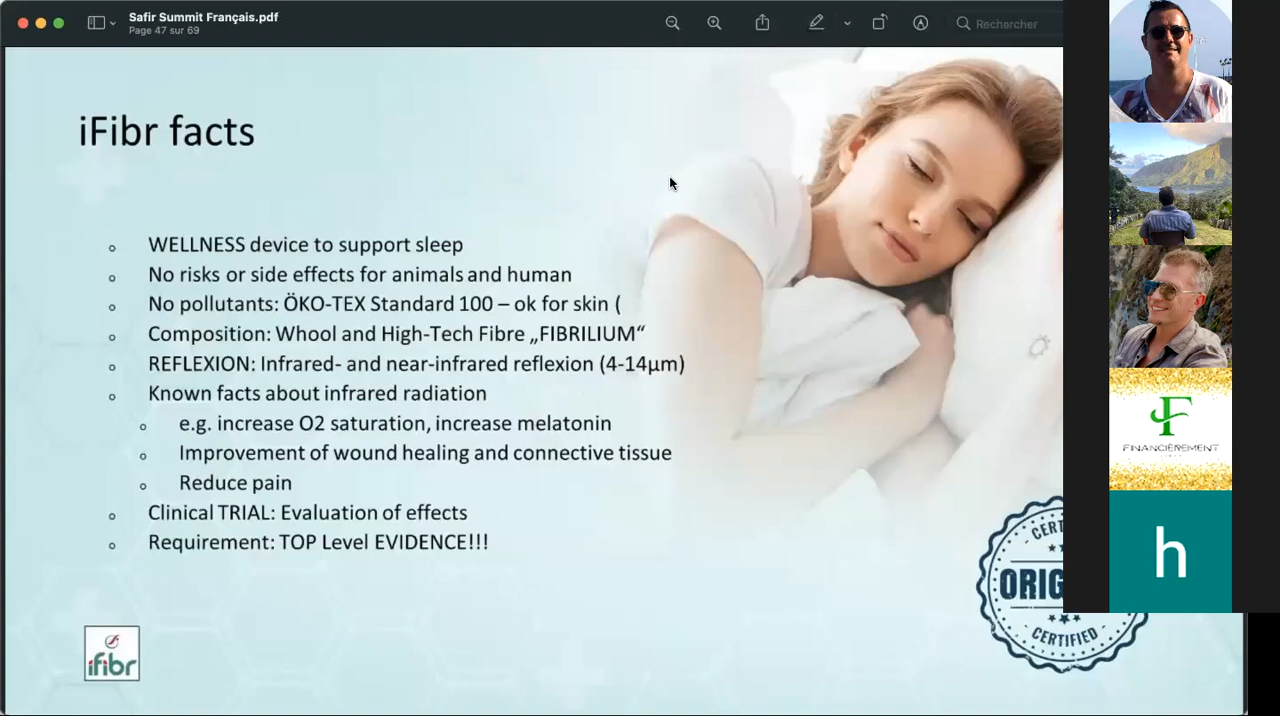 Safir Summit Français.pdf
Page 47 sur 69
Rechercher
iFibr facts
WELLNESS device to support sleep
No risks or side effects for animals and human
No pollutants: ÖKO-TEX Standard 100 – ok for skin (
Composition: Whool and High-Tech Fibre „FIBRILIUM“
REFLEXION: Infrared- and near-infrared reflexion (4-14µm)
Known facts about infrared radiation
e.g. increase O2 saturation, increase melatonin
Improvement of wound healing and connective tissue
Reduce pain
Clinical TRIAL: Evaluation of effects
Requirement: TOP Level EVIDENCE!!!
ifibr
CERT
ORIG
CERTIFIED
F
FINANCIÈREMENT
h